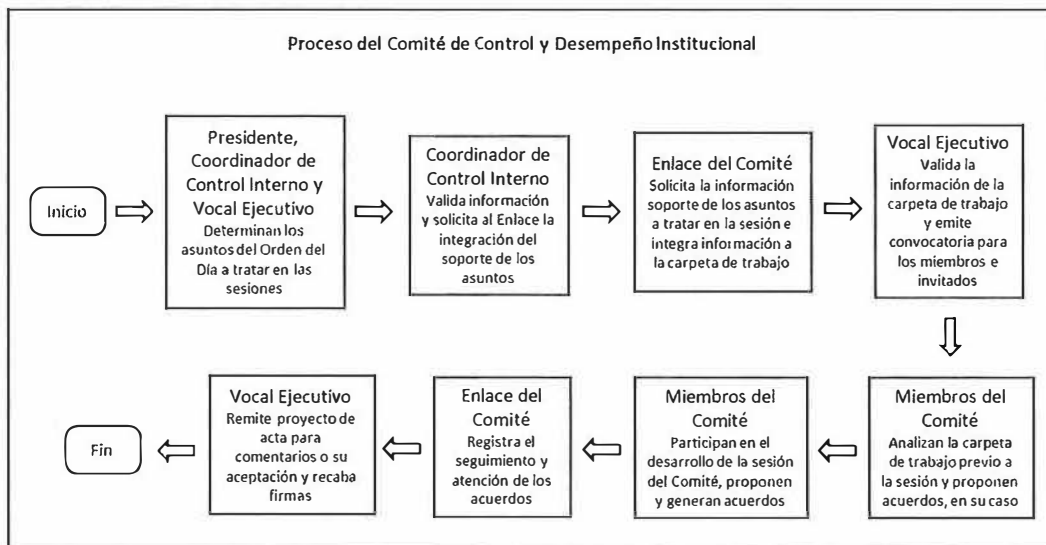 Proceso del Comité de Control y Desempeño Institucional
Inicio
Presidente,
Coordinador de
Control Interno y
Vocal Ejecutivo
Determinan los
asuntos del Orden del
Día a tratar en las
sesiones
Coordinador de
Control Interno
Valida información
y solicita al Enlace la
integración del
soporte de los
asuntos
Enlace del Comité
Solicita la información
soporte de los asuntos
a tratar en la sesión e
integra información a
la carpeta de trabajo
Vocal Ejecutivo
Valida la
información de la
carpeta de trabajo
y emite
convocatoria para
los miembros e
invitados
Miembros del
Comité
Analizan la carpeta
de trabajo previo a
la sesión y proponen
acuerdos, en su caso
Miembros del
Comité
Participan en el
desarrollo de la sesión
del Comité, proponen
y generan acuerdos
Enlace del
Comité
Registra el
seguimiento y
atención de los
acuerdos
Vocal Ejecutivo
Remite proyecto de
acta para
comentarios o su
aceptación y recaba
firmas
Fin